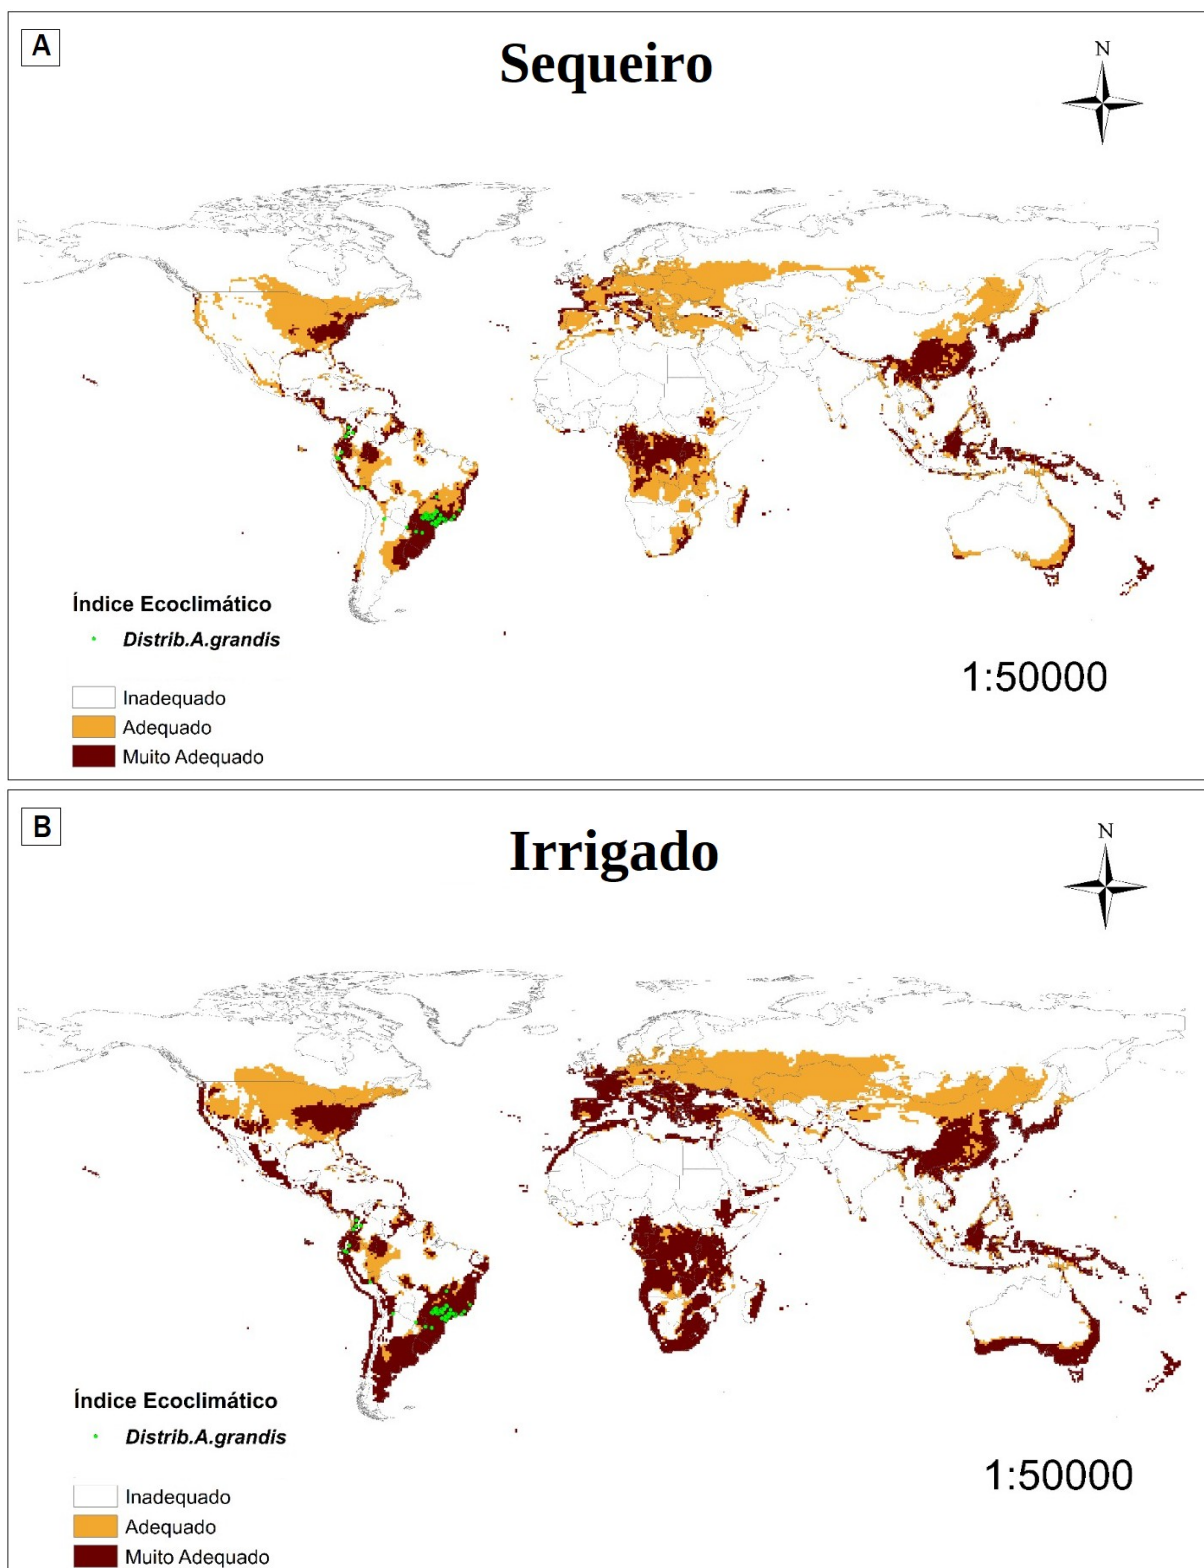 A
Sequeiro
N
Índice Ecoclimático
Distrib.A.grandis
1:50000
Inadequado
Adequado
Muito Adequado
B
Irrigado
N
Índice Ecoclimático
Distrib.A.grandis
1:50000
Inadequado
Adequado
Muito Adequado